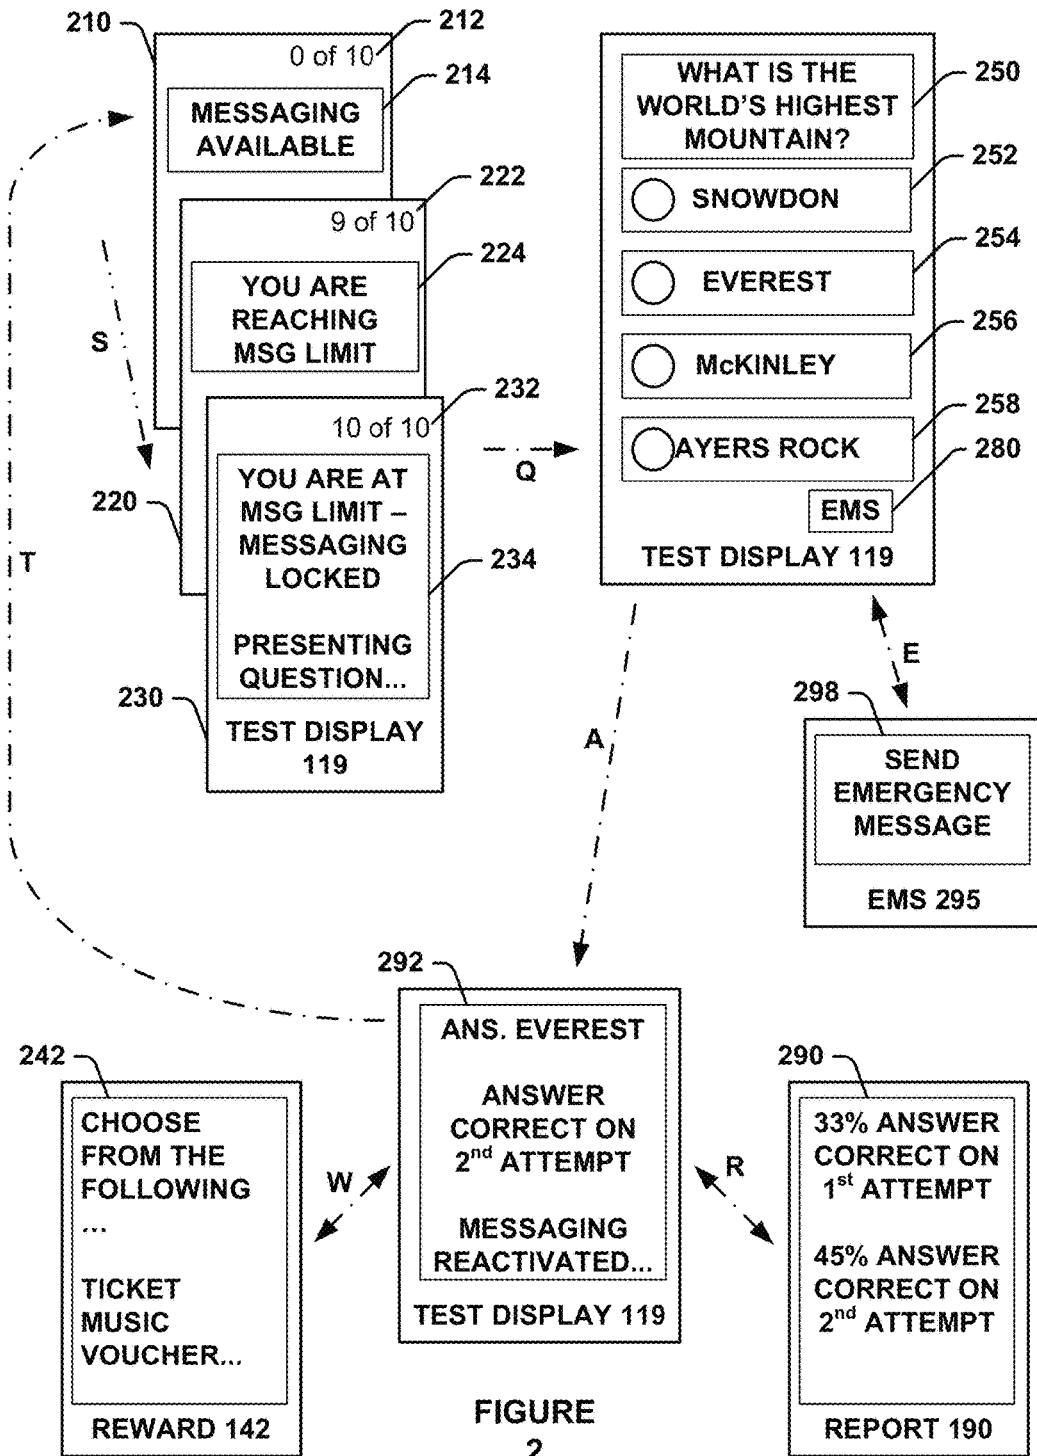 210
0 of 10
212
MESSAGING
AVAILABLE
214
9 of 10
222
YOU ARE
REACHING
MSG LIMIT
224
S
220
10 of 10
232
YOU ARE AT
MSG LIMIT –
MESSAGING
LOCKED
PRESENTING
QUESTION...
234
230
TEST DISPLAY
119
T
Q
WHAT IS THE
WORLD'S HIGHEST
MOUNTAIN?
250
SNOWDON
252
EVEREST
254
McKINLEY
256
AYERS ROCK
258
EMS
280
TEST DISPLAY 119
A
E
298
SEND
EMERGENCY
MESSAGE
EMS 295
292
ANS. EVEREST
ANSWER
CORRECT ON
2nd ATTEMPT
MESSAGING
REACTIVATED...
TEST DISPLAY 119
W
R
242
CHOOSE
FROM THE
FOLLOWING
...
TICKET
MUSIC
VOUCHER...
REWARD 142
290
33% ANSWER
CORRECT ON
1st ATTEMPT
45% ANSWER
CORRECT ON
2nd ATTEMPT
REPORT 190
FIGURE
2